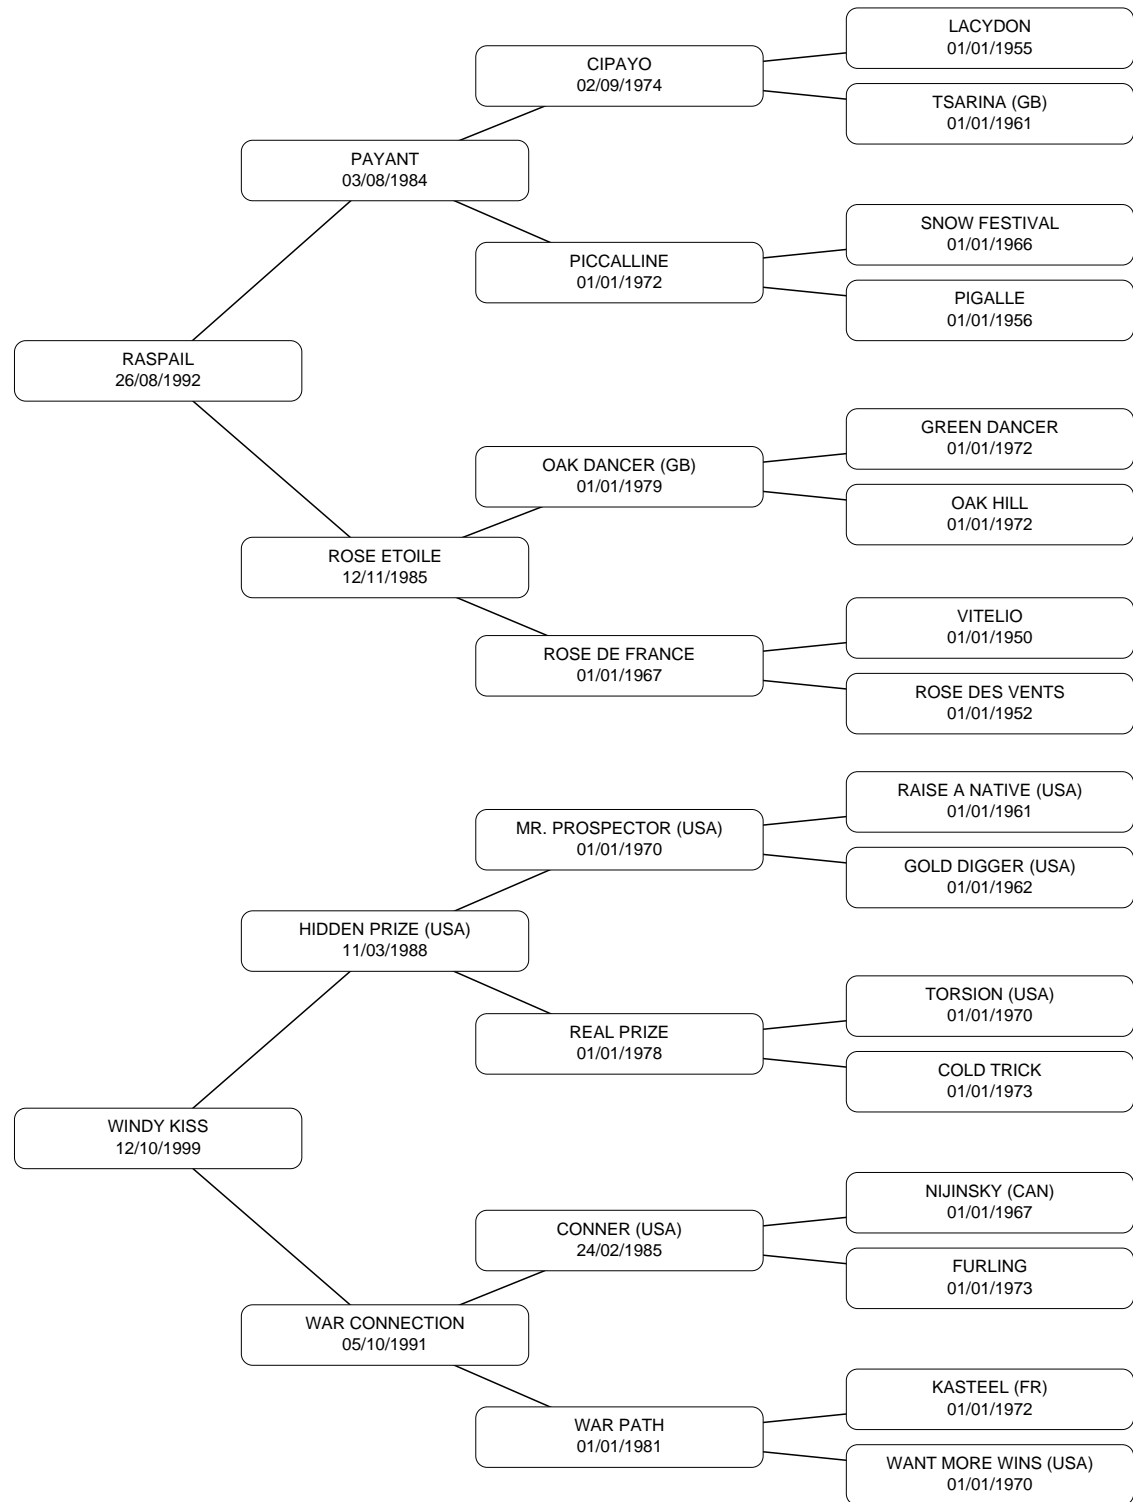 LACYDON
01/01/1955
CIPAYO
02/09/1974
TSARINA (GB)
01/01/1961
PAYANT
03/08/1984
SNOW FESTIVAL
01/01/1966
PICCALLINE
01/01/1972
PIGALLE
01/01/1956
RASPAIL
26/08/1992
GREEN DANCER
01/01/1972
OAK DANCER (GB)
01/01/1979
OAK HILL
01/01/1972
ROSE ETOILE
12/11/1985
VITELIO
01/01/1950
ROSE DE FRANCE
01/01/1967
ROSE DES VENTS
01/01/1952
RAISE A NATIVE (USA)
01/01/1961
MR. PROSPECTOR (USA)
01/01/1970
GOLD DIGGER (USA)
01/01/1962
HIDDEN PRIZE (USA)
11/03/1988
TORSION (USA)
01/01/1970
REAL PRIZE
01/01/1978
COLD TRICK
01/01/1973
WINDY KISS
12/10/1999
NIJINSKY (CAN)
01/01/1967
CONNER (USA)
24/02/1985
FURLING
01/01/1973
WAR CONNECTION
05/10/1991
KASTEEL (FR)
01/01/1972
WAR PATH
01/01/1981
WANT MORE WINS (USA)
01/01/1970